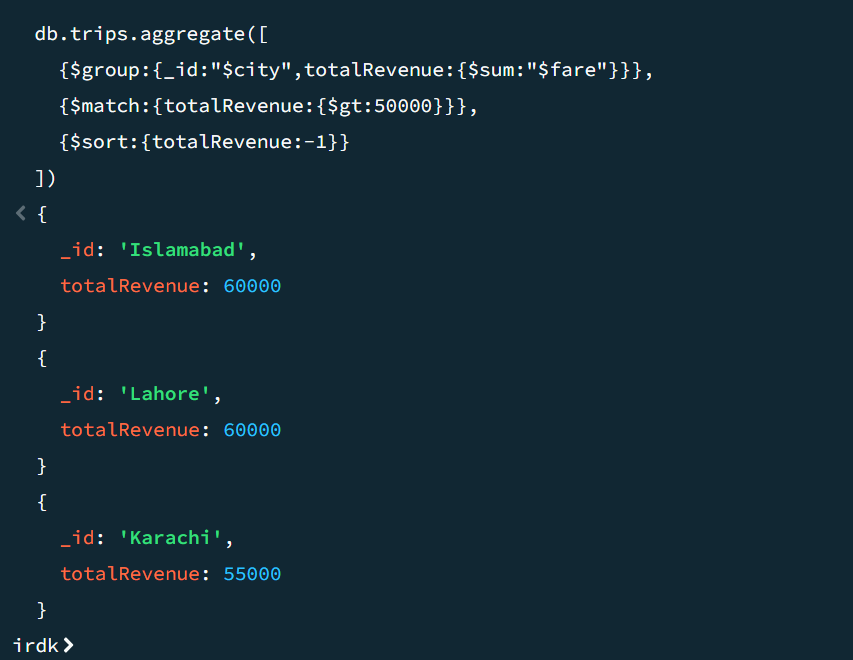 db.trips.aggregate([
  {$group:{_id:"$city",totalRevenue:{$sum:"$fare"}}},
  {$match:{totalRevenue:{$gt:50000}}},
  {$sort:{totalRevenue:-1}}
])
< {
  _id: 'Islamabad',
  totalRevenue: 60000
}
{
  _id: 'Lahore',
  totalRevenue: 60000
}
{
  _id: 'Karachi',
  totalRevenue: 55000
}
irdk>